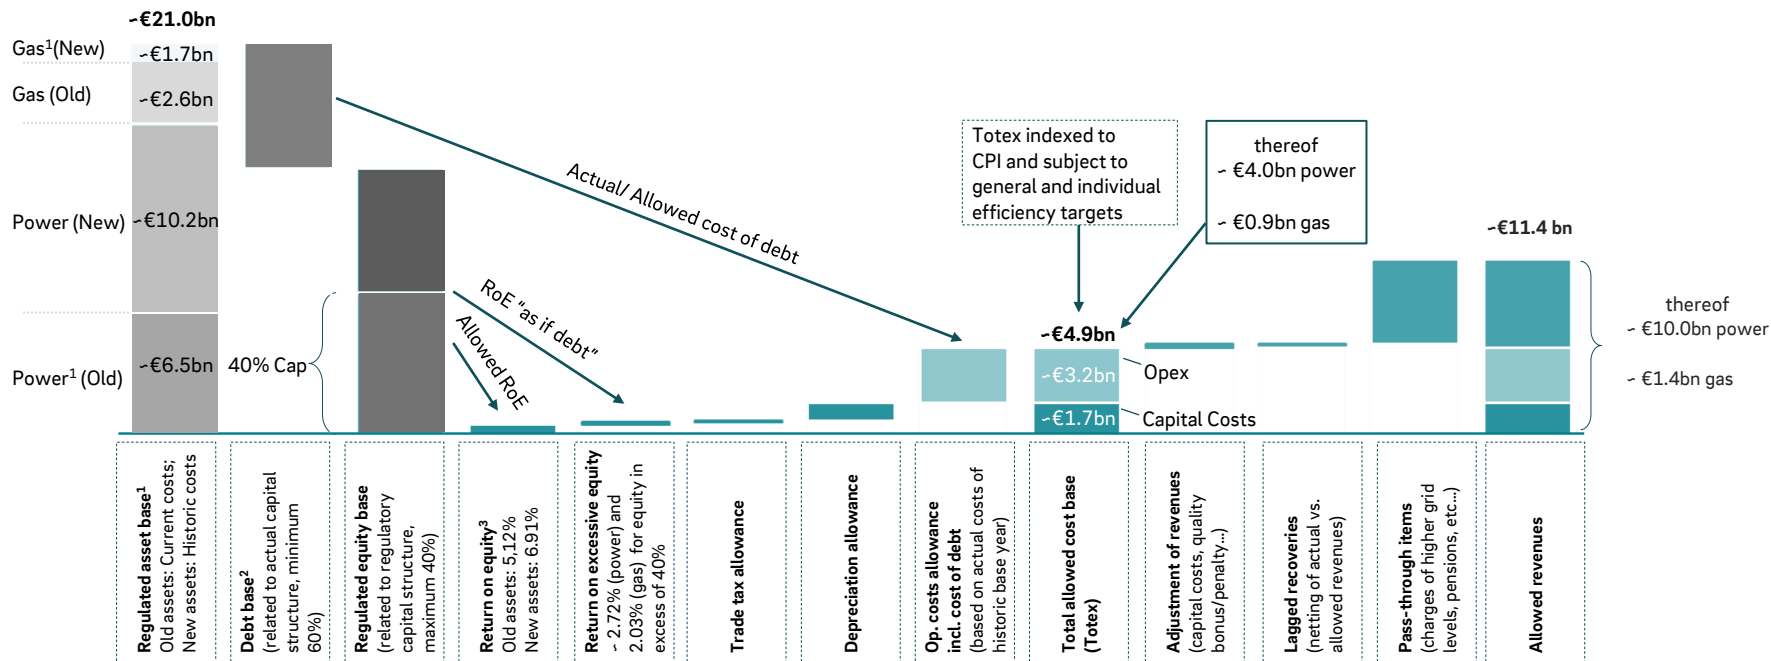 ~€21.0bn
Gas¹(New)
~€1.7bn
Gas (Old)
~€2.6bn
Power (New)
~€10.2bn
Power¹ (Old)
~€6.5bn
40% Cap
Actual/ Allowed cost of debt
RoE "as if debt"
Allowed RoE
Totex indexed to
CPI and subject to
general and individual
efficiency targets
thereof
~ €4.0bn power
~ €0.9bn gas
~€4.9bn
~€3.2bn
Opex
~€1.7bn
Capital Costs
~€11.4 bn
thereof
~ €10.0bn power
~ €1.4bn gas
Regulated asset base¹
Old assets: Current costs;
New assets: Historic costs
Debt base²
(related to actual capital
structure, minimum
60%)
Regulated equity base
(related to regulatory
capital structure,
maximum 40%)
Return on equity³
Old assets: 5,12%
New assets: 6.91%
Return on excessive equity
~ 2.72% (power) and
2.03% (gas) for equity in
excess of 40%
Trade tax allowance
Depreciation allowance
Op. costs allowance
incl. cost of debt
(based on actual costs of
historic base year)
Total allowed cost base
(Totex)
Adjustment of revenues
(capital costs, quality
bonus/penalty...)
Lagged recoveries
(netting of actual vs.
allowed revenues)
Pass-through items
(charges of higher grid
levels, pensions, etc...)
Allowed revenues